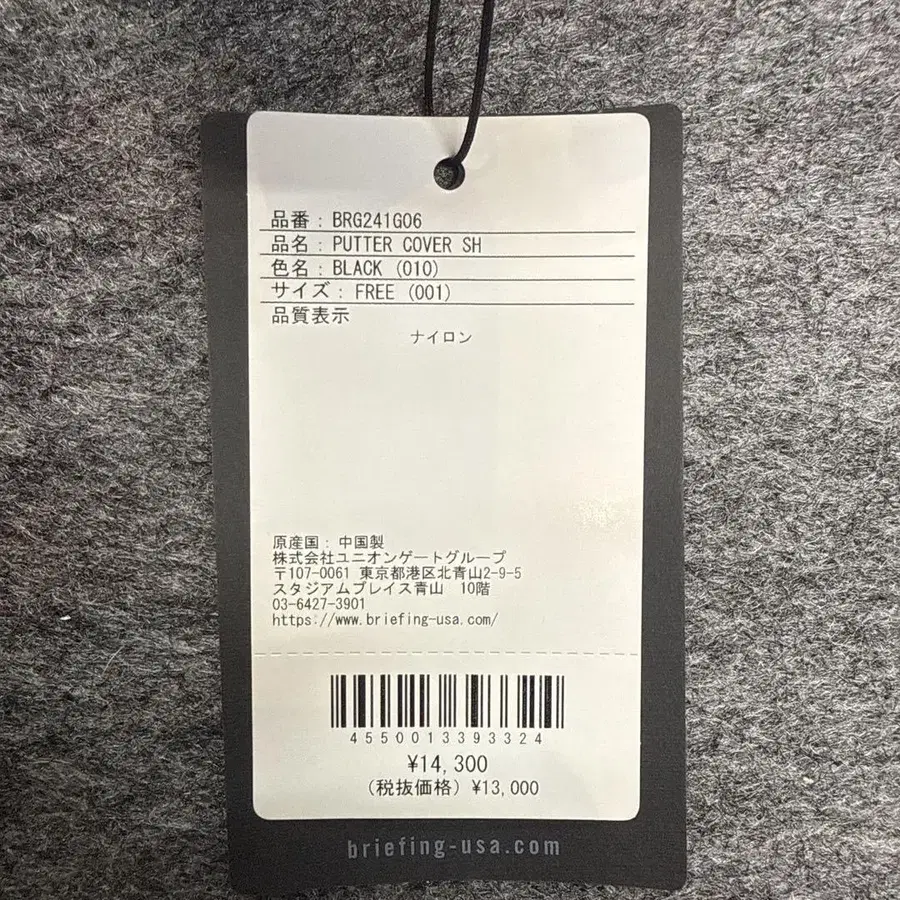 品番 : BRG241G06
品名 : PUTTER COVER SH
色名 : BLACK (010)
サイズ : FREE (001)
品質表示
ナイロン
原産国 : 中国製
株式会社ユニオンゲートグループ
〒107-0061 東京都港区北青山2-9-5
スタジアムプレイス青山 10階
03-6427-3901
https://www.briefing-usa.com/
4550013393324
¥14,300
(税抜価格) ¥13,000
briefing-usa.com